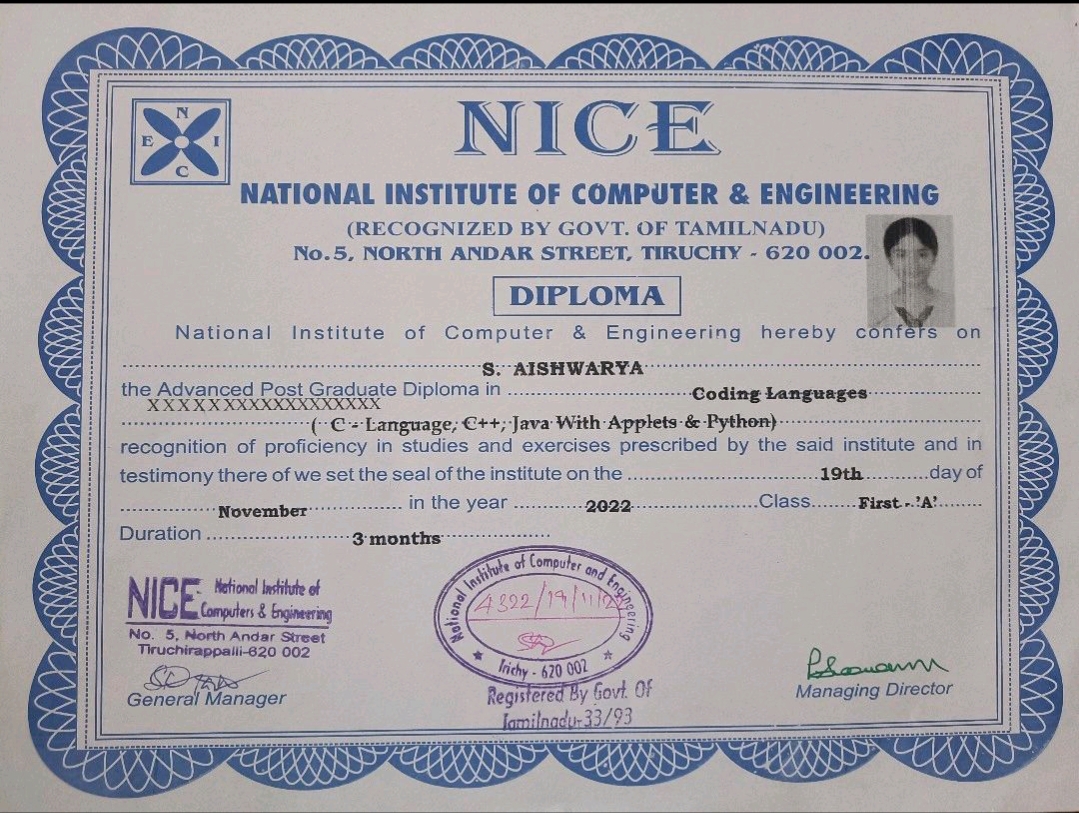 N
E I
C
NICE
NATIONAL INSTITUTE OF COMPUTER & ENGINEERING
(RECOGNIZED BY GOVT. OF TAMILNADU)
No.5, NORTH ANDAR STREET, TIRUCHY - 620 002.
DIPLOMA
National Institute of Computer & Engineering hereby confers on
S. AISHWARYA
the Advanced Post Graduate Diploma in Coding Languages
XXXXXXXXXXXXXXXXXX
( C - Language, C++, Java With Applets & Python)
recognition of proficiency in studies and exercises prescribed by the said institute and in
testimony there of we set the seal of the institute on the 19th day of
November in the year 2022 Class First - 'A'
Duration 3 months
NICE National Institute of
Computers & Engineering
No. 5, North Andar Street
Tiruchirappalli-620 002
General Manager
National Institute of Computer and Engineering
4322/19/11/
Trichy - 620 002
Registered By Govt. Of
Tamilnadu-33/93
Managing Director